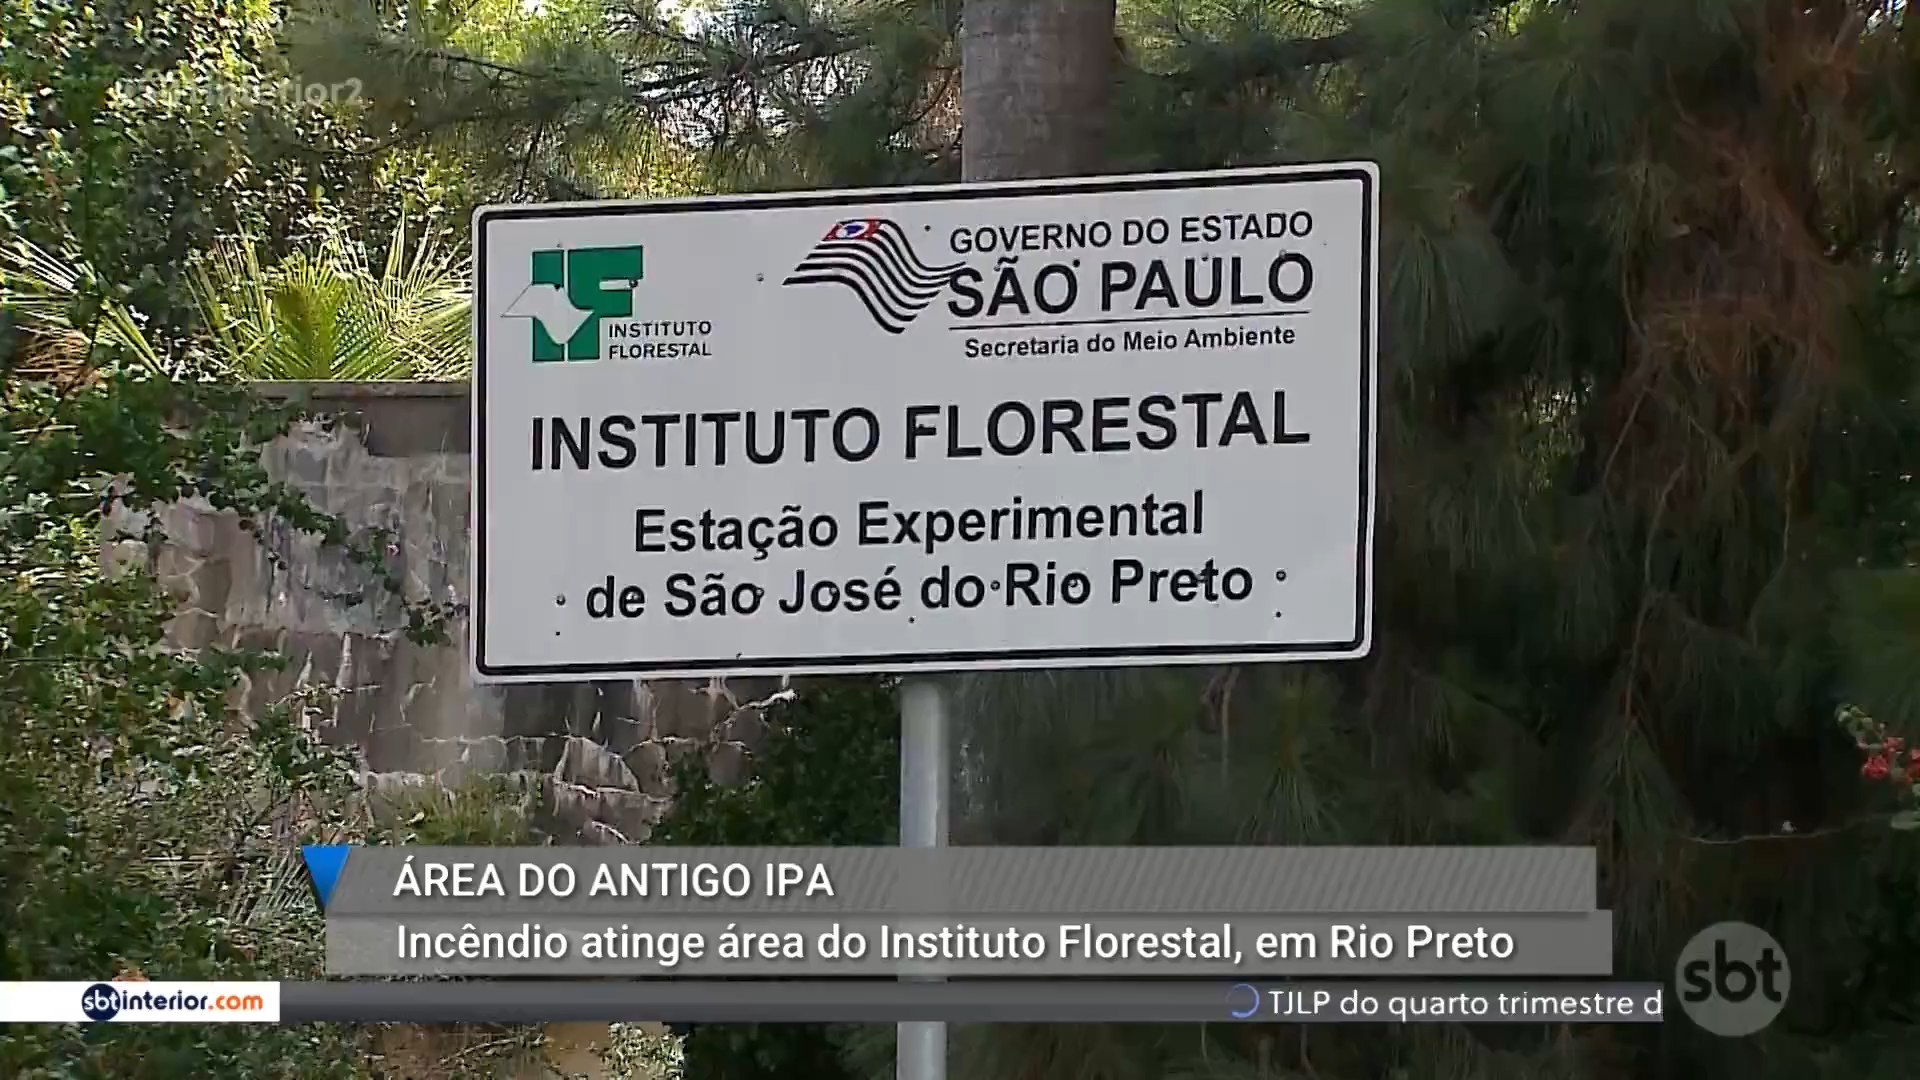 INSTITUTO
FLORESTAL
GOVERNO DO ESTADO
SÃO PAULO
Secretaria do Meio Ambiente
INSTITUTO FLORESTAL
Estação Experimental
de São José do Rio Preto
ÁREA DO ANTIGO IPA
Incêndio atinge área do Instituto Florestal, em Rio Preto
sbtinterior.com
TJLP do quarto trimestre d
sbt